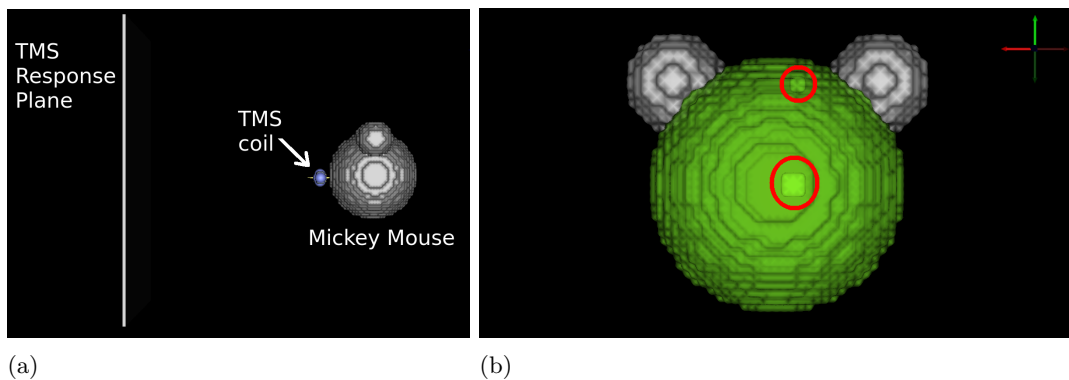 TMS
Response
Plane
TMS
coil
Mickey Mouse
(a)
(b)